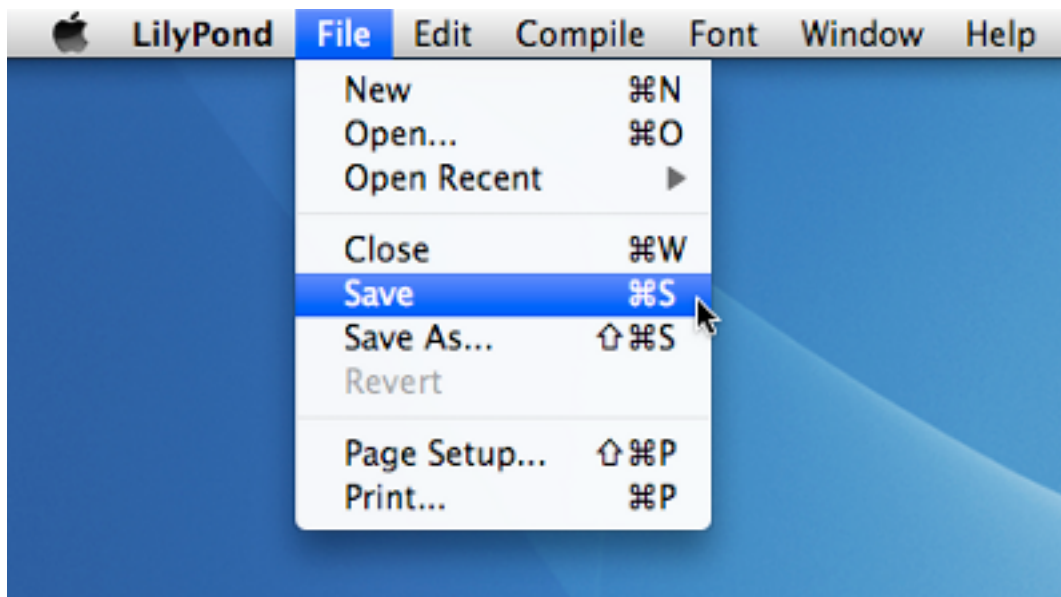 LilyPond File Edit Compile Font Window Help
New ⌘N
Open... ⌘O
Open Recent ▶
Close ⌘W
Save ⌘S
Save As... ⇧⌘S
Revert
Page Setup... ⇧⌘P
Print... ⌘P